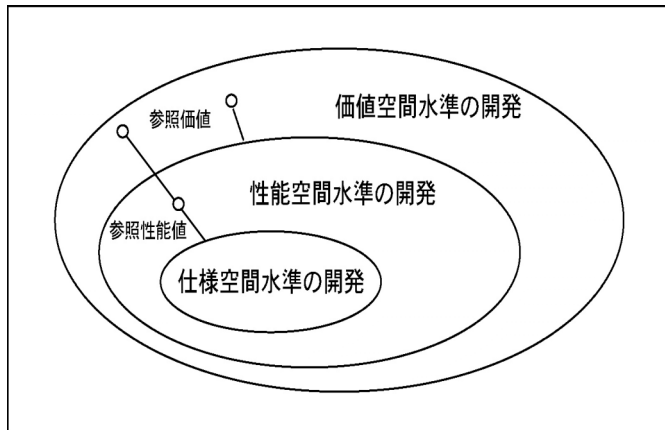 価値空間水準の開発
参照価値
性能空間水準の開発
参照性能値
仕様空間水準の開発